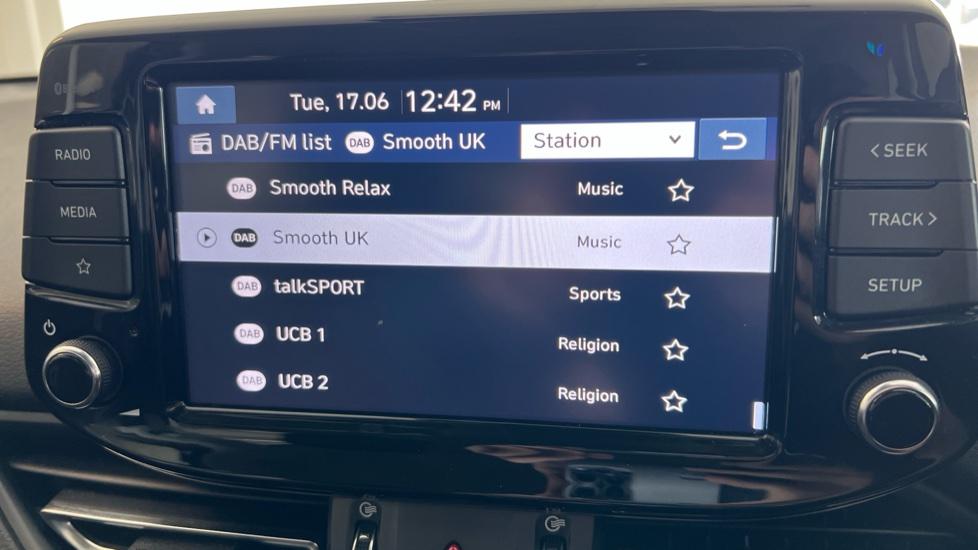 Tue, 17.06 12:42 PM
DAB/FM list DAB Smooth UK Station
DAB Smooth Relax Music
DAB Smooth UK Music
DAB talkSPORT Sports
DAB UCB 1 Religion
DAB UCB 2 Religion
RADIO
MEDIA
< SEEK
TRACK >
SETUP